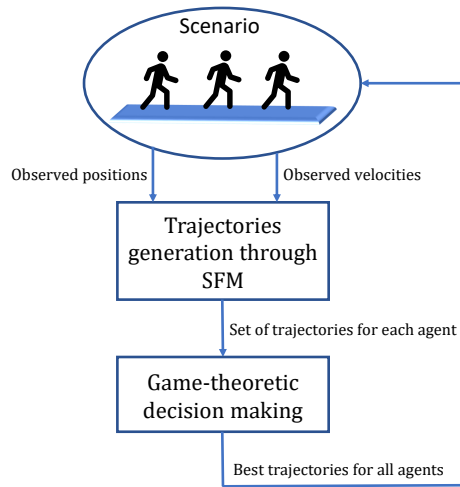 Scenario
Observed positions
Observed velocities
Trajectories
generation through
SFM
Set of trajectories for each agent
Game-theoretic
decision making
Best trajectories for all agents